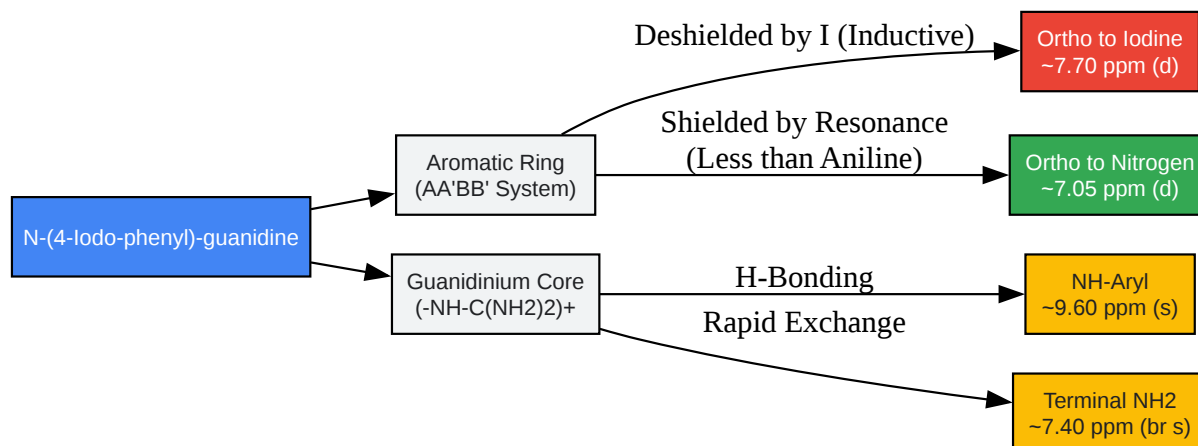 Deshielded by I (Inductive)
Ortho to Iodine
~7.70 ppm (d)
Shielded by Resonance
(Less than Aniline)
Aromatic Ring
(AA'BB' System)
Ortho to Nitrogen
~7.05 ppm (d)
N-(4-Iodo-phenyl)-guanidine
Guanidinium Core
(-NH-C(NH2)2)+
H-Bonding
NH-Aryl
~9.60 ppm (s)
Rapid Exchange
Terminal NH2
~7.40 ppm (br s)